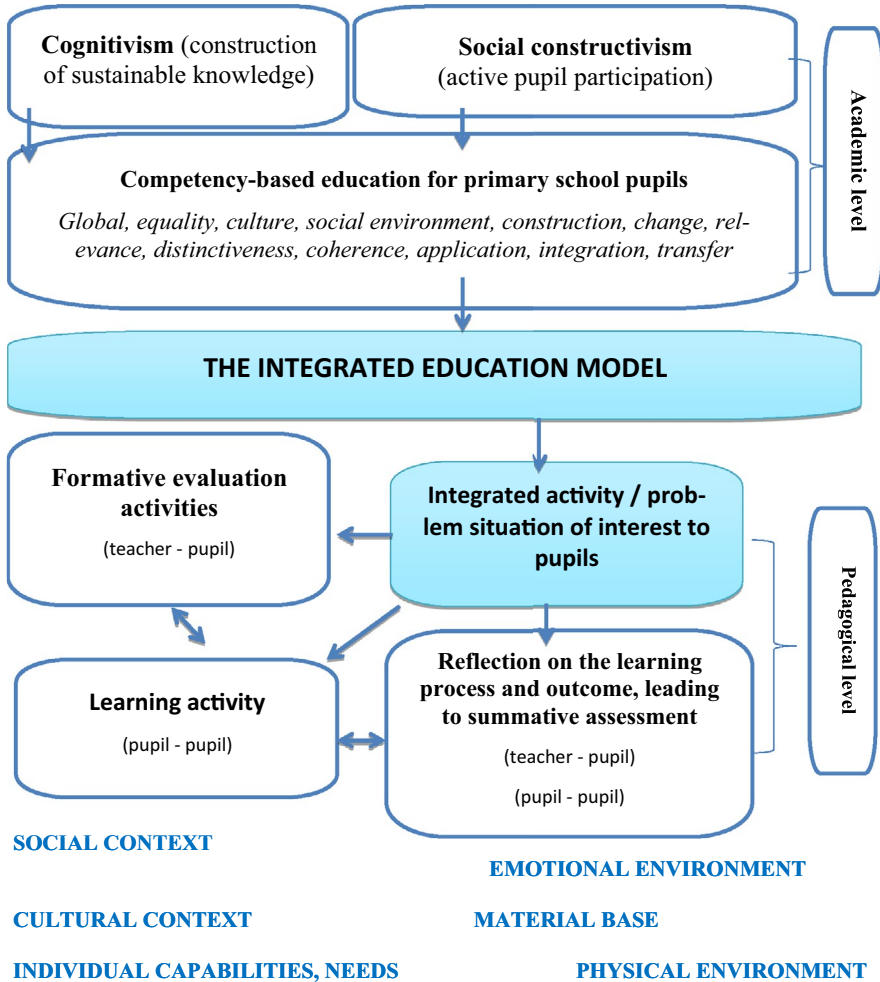 Cognitivism (construction
of sustainable knowledge)
Social constructivism
(active pupil participation)
Academic level
Competency-based education for primary school pupils
Global, equality, culture, social environment, construction, change, rel-
evance, distinctiveness, coherence, application, integration, transfer
THE INTEGRATED EDUCATION MODEL
Formative evaluation
activities
(teacher - pupil)
Integrated activity / prob-
lem situation of interest to
pupils
Pedagogical level
Learning activity
(pupil - pupil)
Reflection on the learning
process and outcome, leading
to summative assessment
(teacher - pupil)
(pupil - pupil)
SOCIAL CONTEXT
EMOTIONAL ENVIRONMENT
CULTURAL CONTEXT
MATERIAL BASE
INDIVIDUAL CAPABILITIES, NEEDS
PHYSICAL ENVIRONMENT